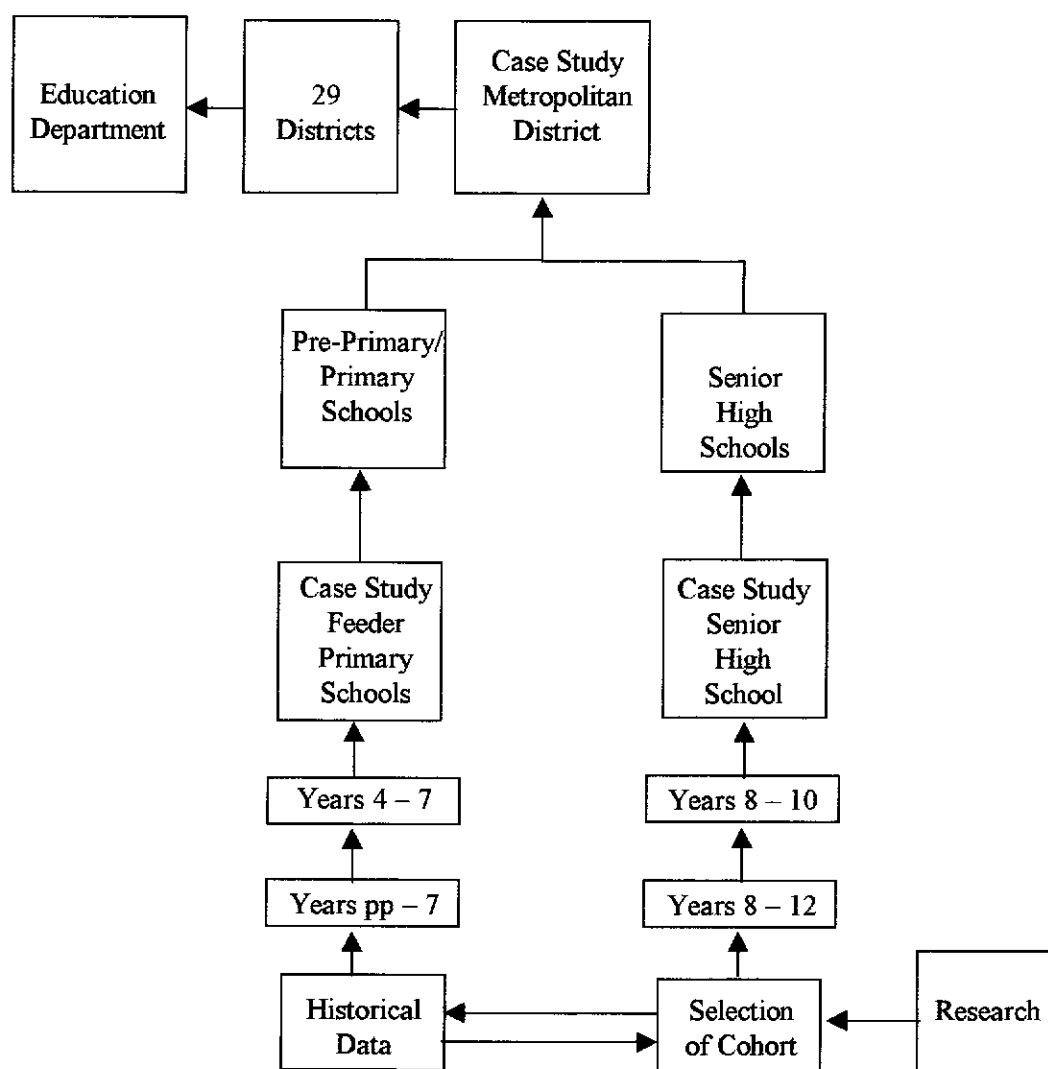 Education
Department
29
Districts
Case Study
Metropolitan
District
Pre-Primary/
Primary
Schools
Senior
High
Schools
Case Study
Feeder
Primary
Schools
Case Study
Senior
High
School
Years 4 – 7
Years 8 – 10
Years pp – 7
Years 8 – 12
Historical
Data
Selection
of Cohort
Research